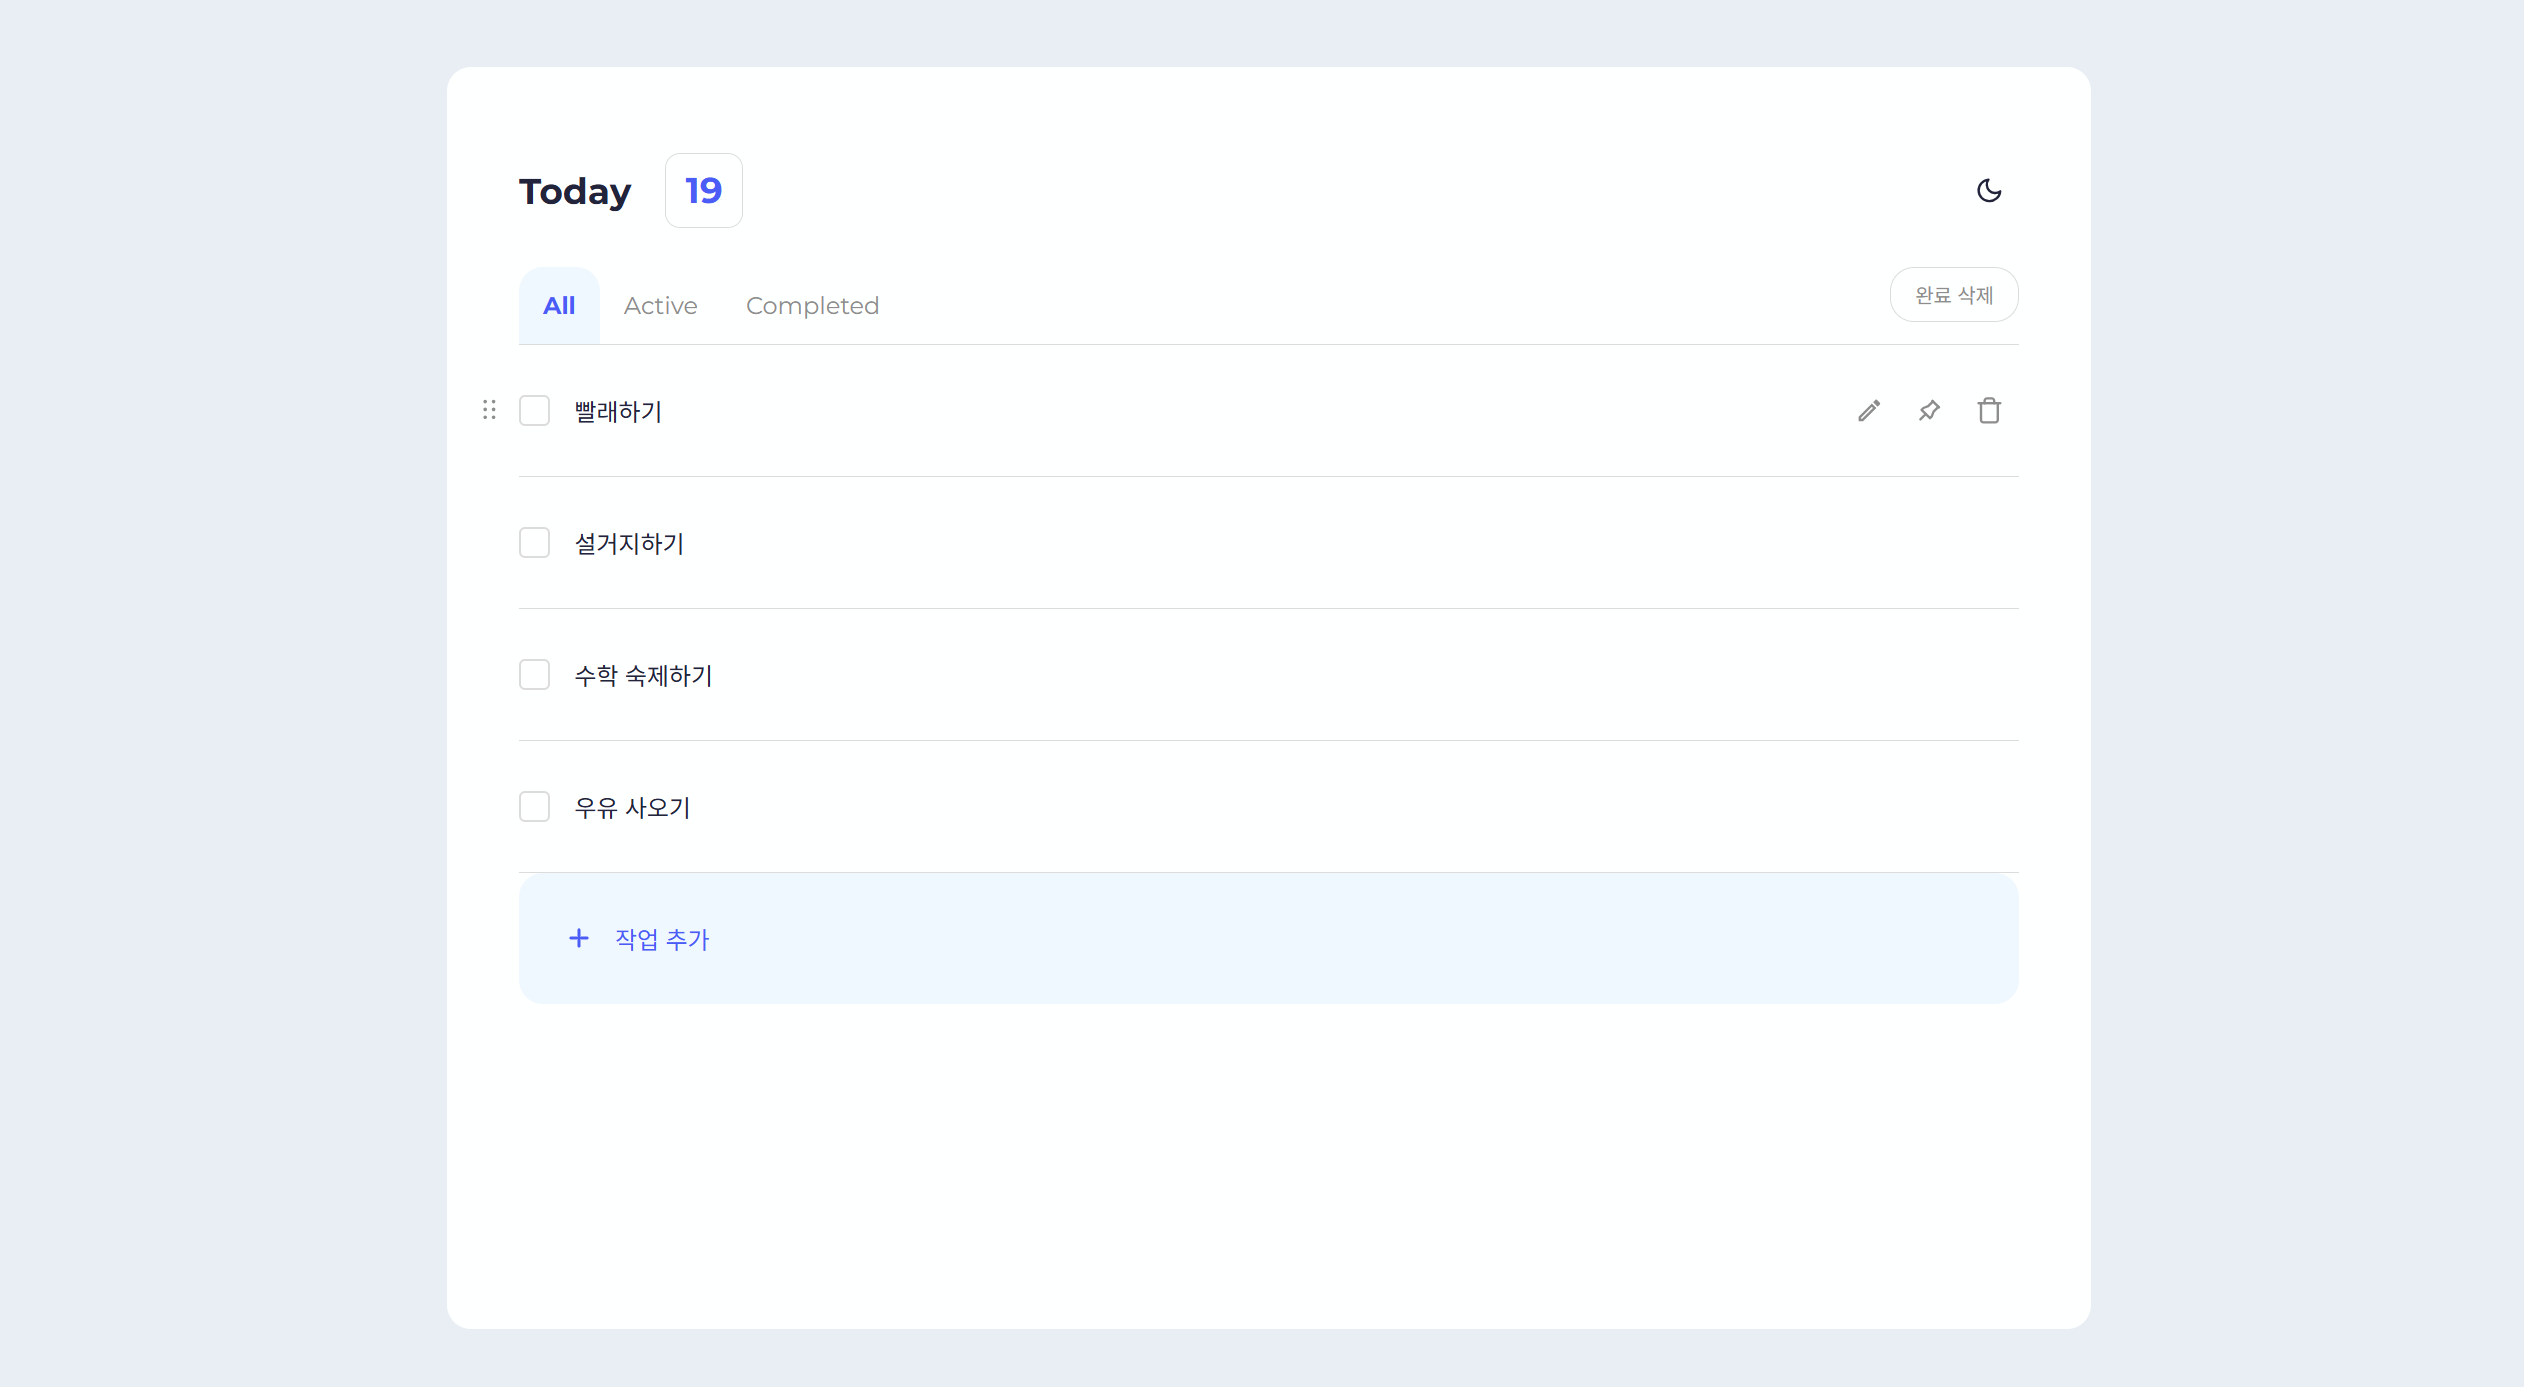 Today 19
All Active Completed 완료 삭제
빨래하기
설거지하기
수학 숙제하기
우유 사오기
작업 추가